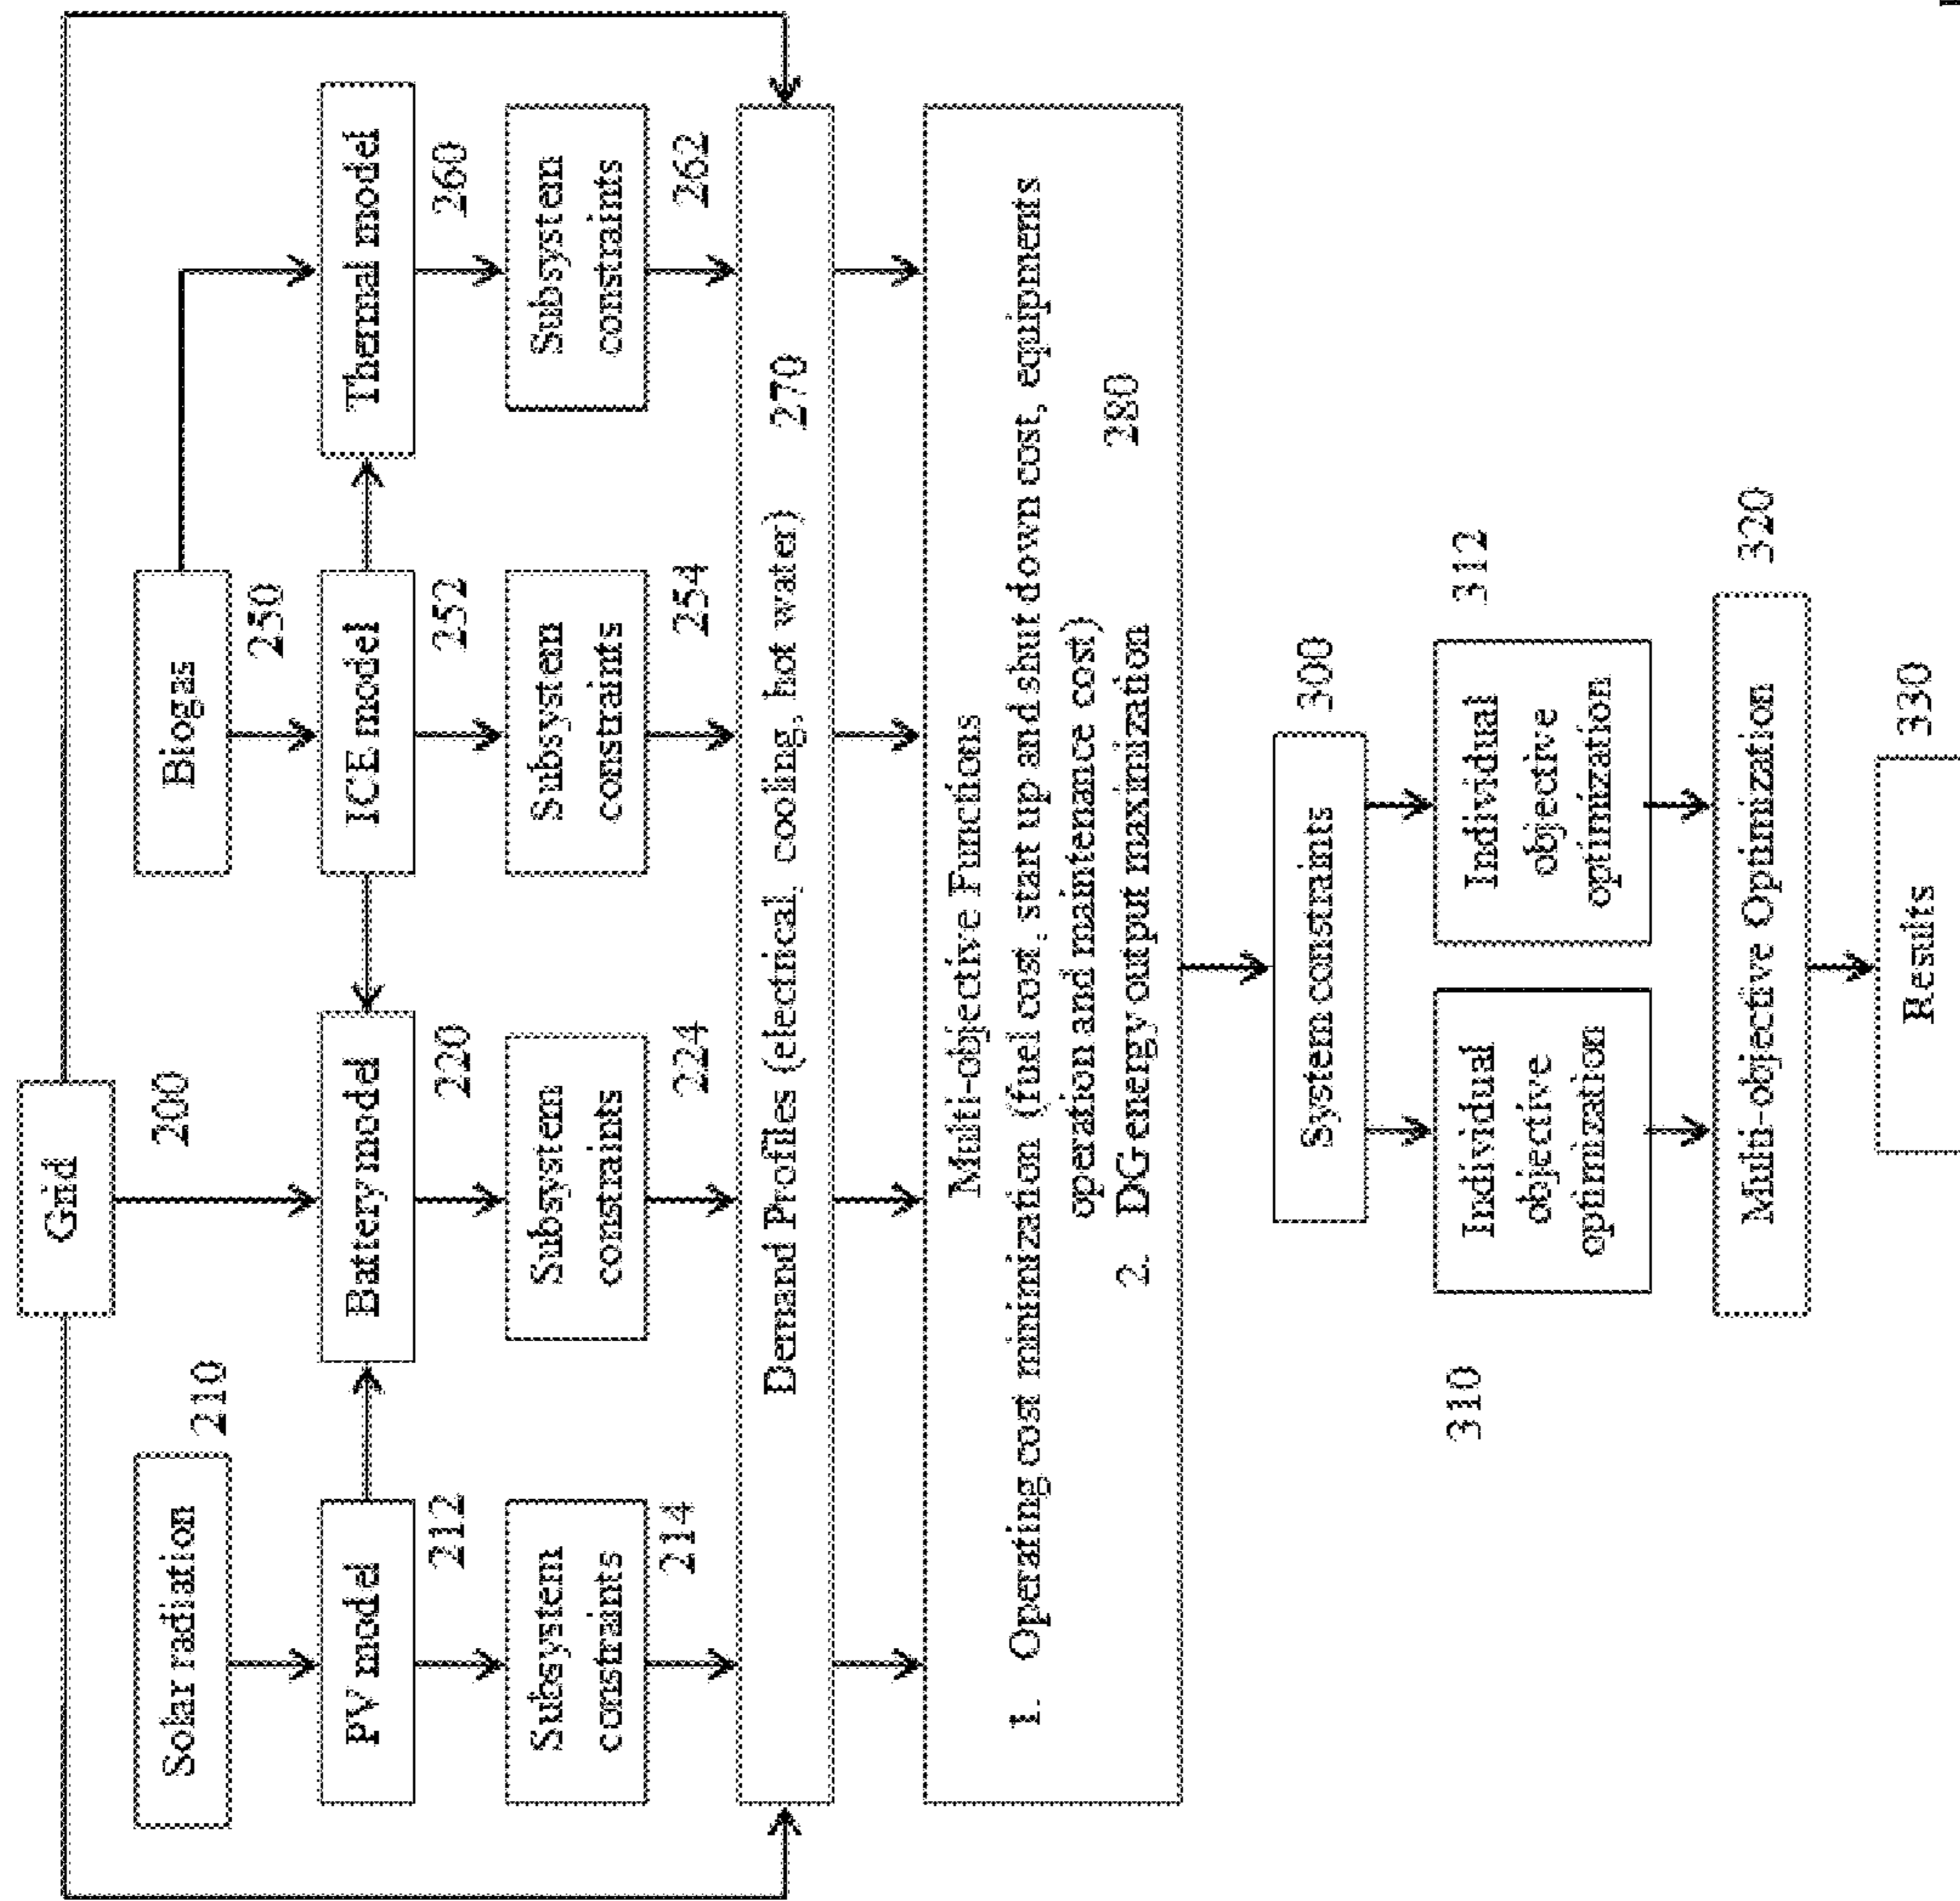 Grid
200
Solar radiation
210
Biogas
250
PV model
212
Battery model
220
ICE model
252
Thermal model
260
Subsystem
constraints
214
Subsystem
constraints
224
Subsystem
constraints
254
Subsystem
constraints
262
Demand Profiles (electrical, cooling, hot water) 270
Multi-objective Functions
1. Operating cost minimization (fuel cost, start up and shut down cost, equipments
operation and maintenance cost)
2. DG energy output maximization 280
System constraints
300
310
Individual
objective
optimization
Individual
objective
optimization
312
Multi-objective Optimization
320
Results
330